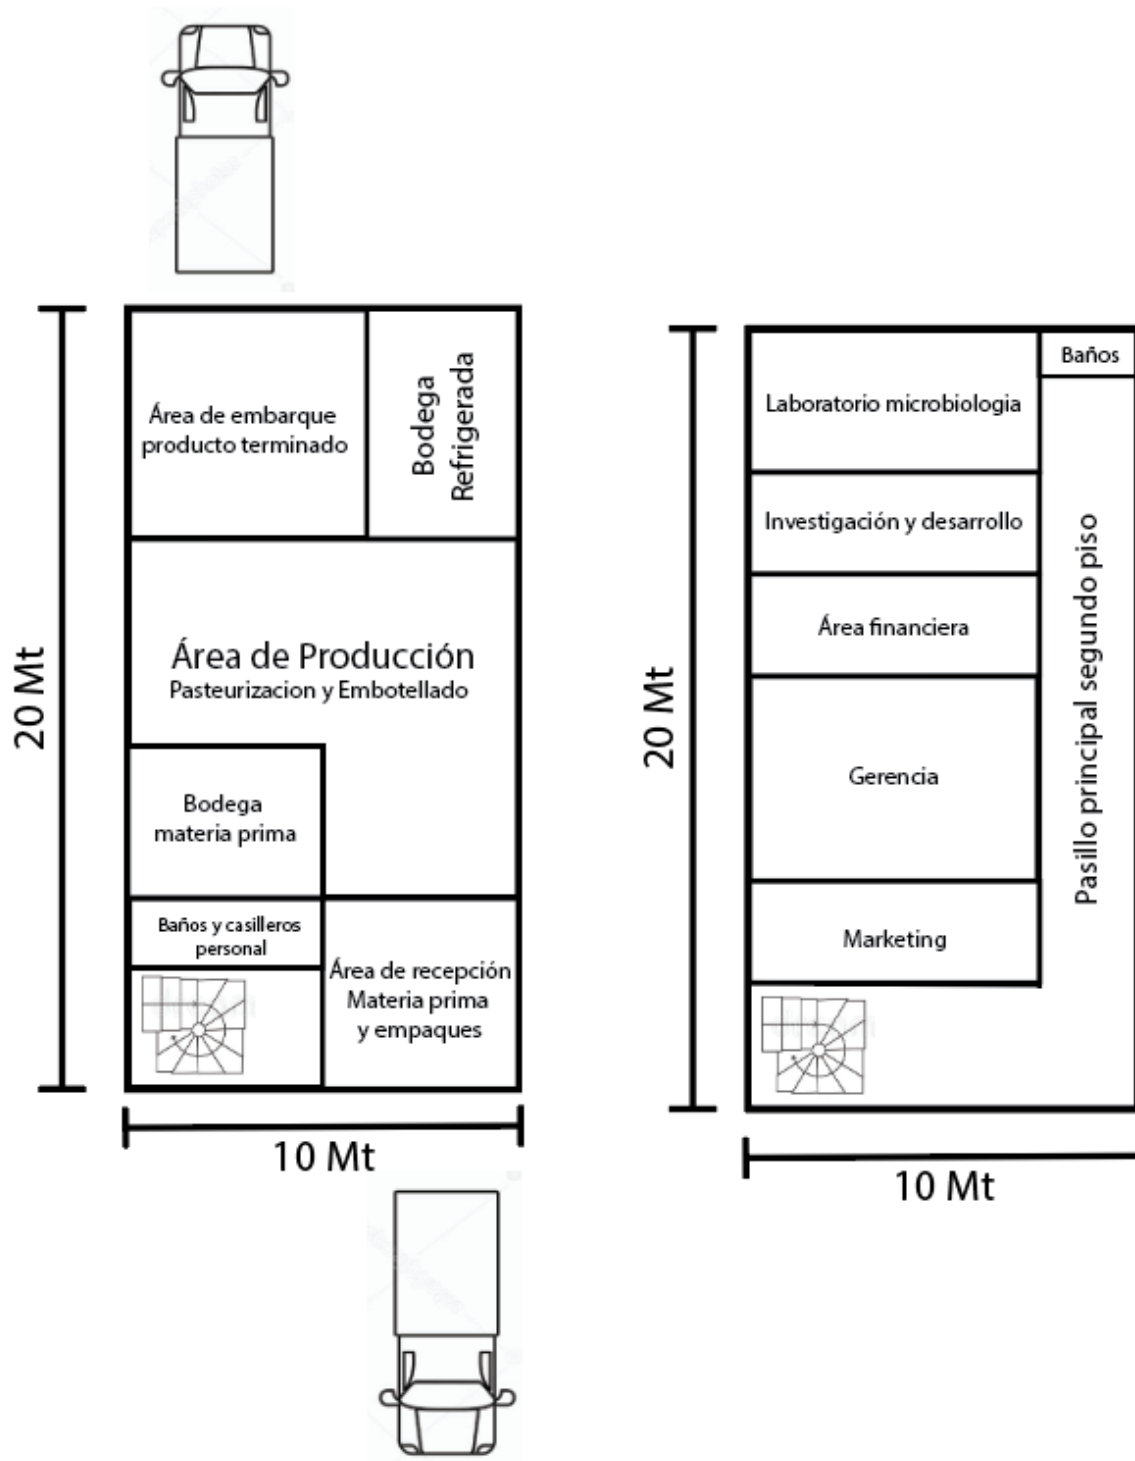 Área de embarque
producto terminado
Bodega
Refrigerada
Área de Producción
Pasteurizacion y Embotellado
Bodega
materia prima
Baños y casilleros
personal
Área de recepción
Materia prima
y empaques
20 Mt
10 Mt
Baños
Laboratorio microbiologia
Investigación y desarrollo
Área financiera
Gerencia
Marketing
Pasillo principal segundo piso
20 Mt
10 Mt